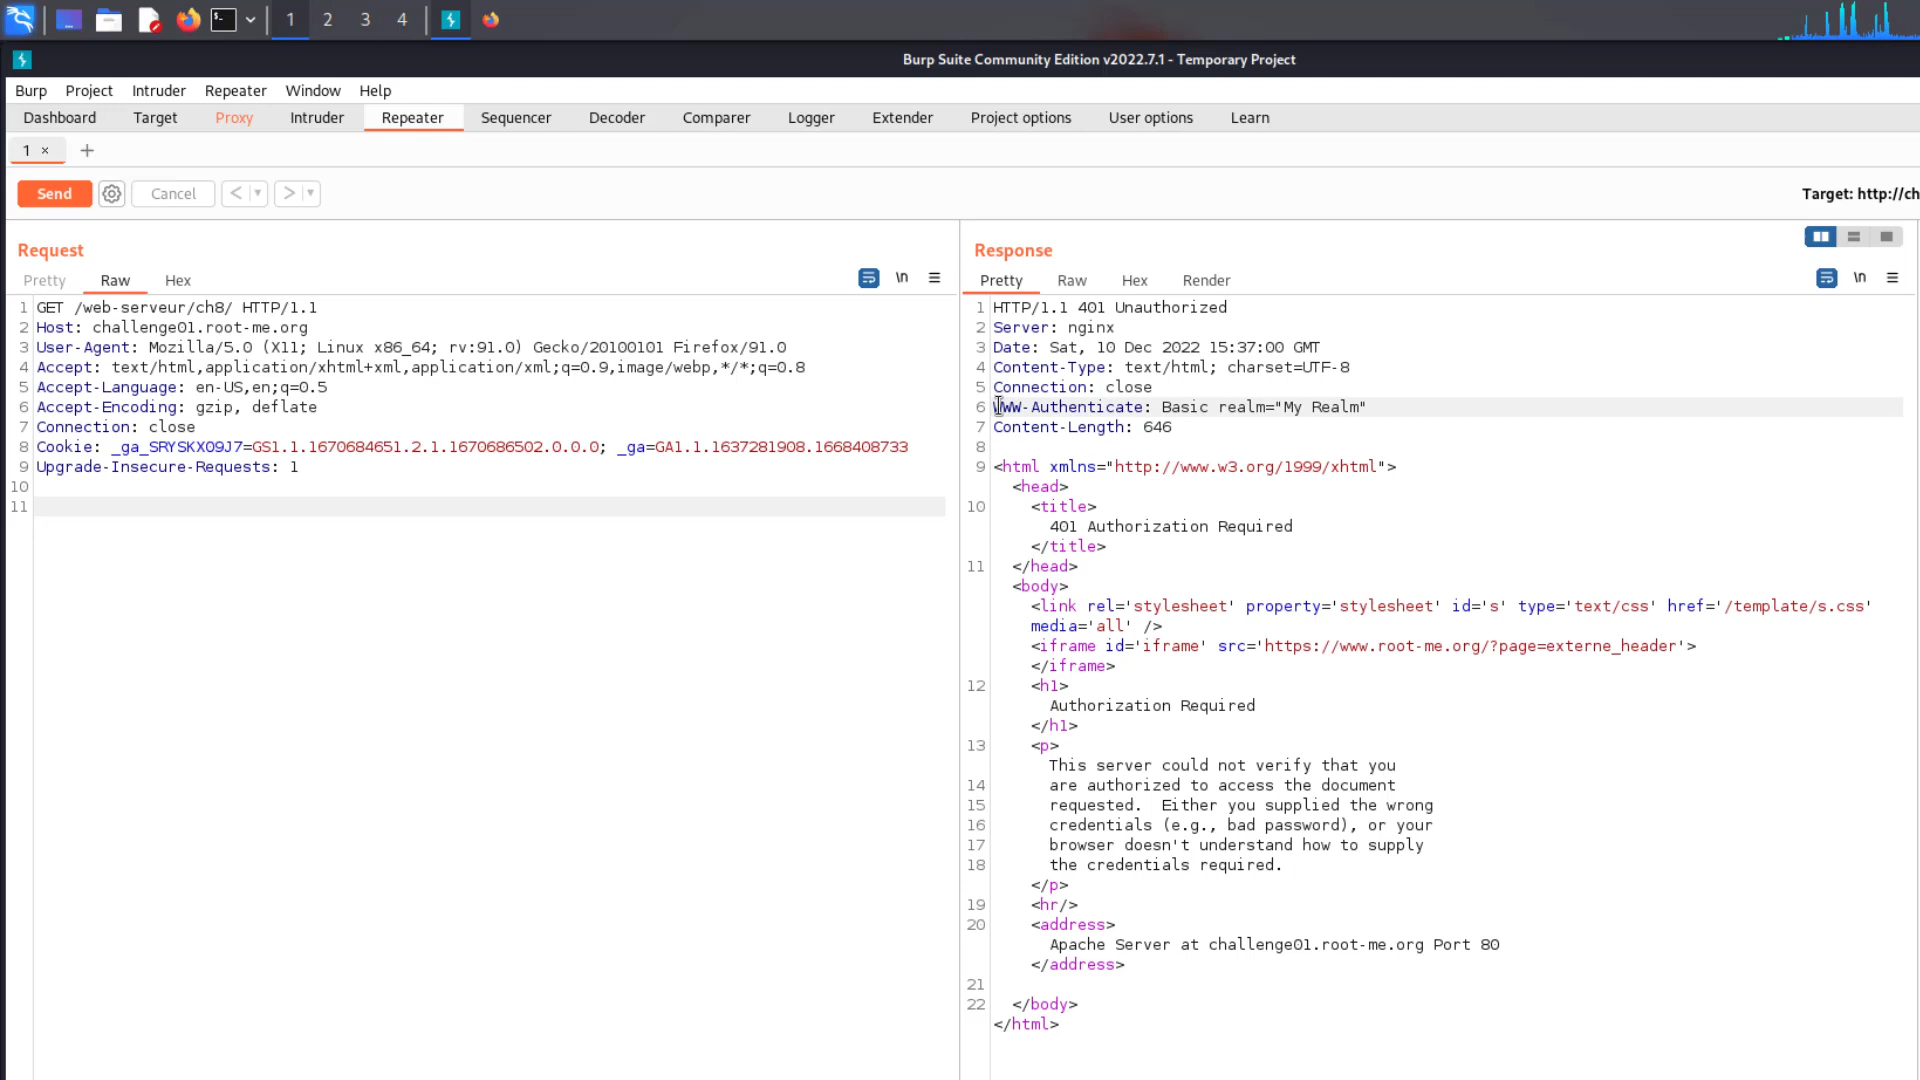 1 2 3 4
Burp Suite Community Edition v2022.7.1 - Temporary Project
Burp Project Intruder Repeater Window Help
Dashboard Target Proxy Intruder Repeater Sequencer Decoder Comparer Logger Extender Project options User options Learn
1 × +
Send Cancel < >
Target: http://ch
Request
Pretty Raw Hex \n
1 GET /web-serveur/ch8/ HTTP/1.1
2 Host: challenge01.root-me.org
3 User-Agent: Mozilla/5.0 (X11; Linux x86_64; rv:91.0) Gecko/20100101 Firefox/91.0
4 Accept: text/html,application/xhtml+xml,application/xml;q=0.9,image/webp,*/*;q=0.8
5 Accept-Language: en-US,en;q=0.5
6 Accept-Encoding: gzip, deflate
7 Connection: close
8 Cookie: _ga_SRYSKX09J7=GS1.1.1670684651.2.1.1670686502.0.0.0; _ga=GA1.1.1637281908.1668408733
9 Upgrade-Insecure-Requests: 1
10
11
Response
Pretty Raw Hex Render \n
1 HTTP/1.1 401 Unauthorized
2 Server: nginx
3 Date: Sat, 10 Dec 2022 15:37:00 GMT
4 Content-Type: text/html; charset=UTF-8
5 Connection: close
6 WWW-Authenticate: Basic realm="My Realm"
7 Content-Length: 646
8
9 <html xmlns="http://www.w3.org/1999/xhtml">
<head>
10 <title>
401 Authorization Required
</title>
11 </head>
<body>
<link rel='stylesheet' property='stylesheet' id='s' type='text/css' href='/template/s.css'
media='all' />
<iframe id='iframe' src='https://www.root-me.org/?page=externe_header'>
</iframe>
12 <h1>
Authorization Required
</h1>
13 <p>
This server could not verify that you
14 are authorized to access the document
15 requested.  Either you supplied the wrong
16 credentials (e.g., bad password), or your
17 browser doesn't understand how to supply
18 the credentials required.
</p>
19 <hr/>
20 <address>
Apache Server at challenge01.root-me.org Port 80
</address>
21
22 </body>
</html>